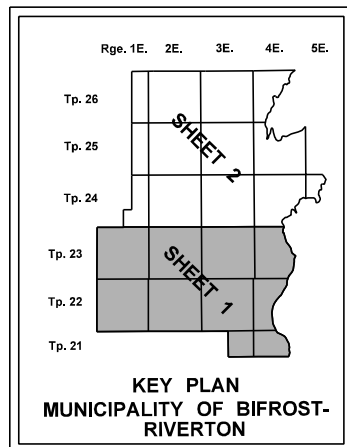 Rge. 1E. 2E. 3E. 4E. 5E.
Tp. 26
Tp. 25
Tp. 24
Tp. 23
Tp. 22
Tp. 21
SHEET 2
SHEET 1
KEY PLAN
MUNICIPALITY OF BIFROST-
RIVERTON